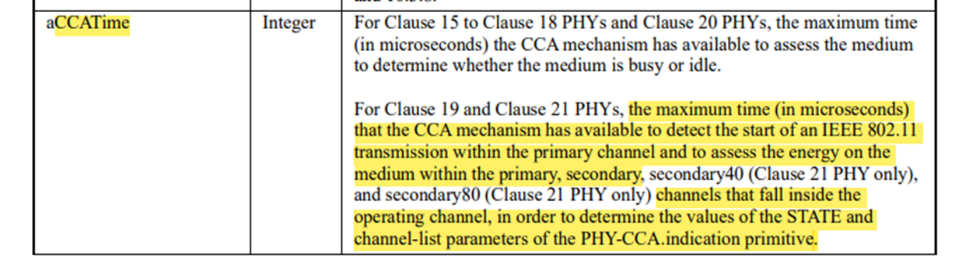 aCCATime Integer For Clause 15 to Clause 18 PHYs and Clause 20 PHYs, the maximum time
(in microseconds) the CCA mechanism has available to assess the medium
to determine whether the medium is busy or idle.
For Clause 19 and Clause 21 PHYs, the maximum time (in microseconds)
that the CCA mechanism has available to detect the start of an IEEE 802.11
transmission within the primary channel and to assess the energy on the
medium within the primary, secondary, secondary40 (Clause 21 PHY only),
and secondary80 (Clause 21 PHY only) channels that fall inside the
operating channel, in order to determine the values of the STATE and
channel-list parameters of the PHY-CCA.indication primitive.